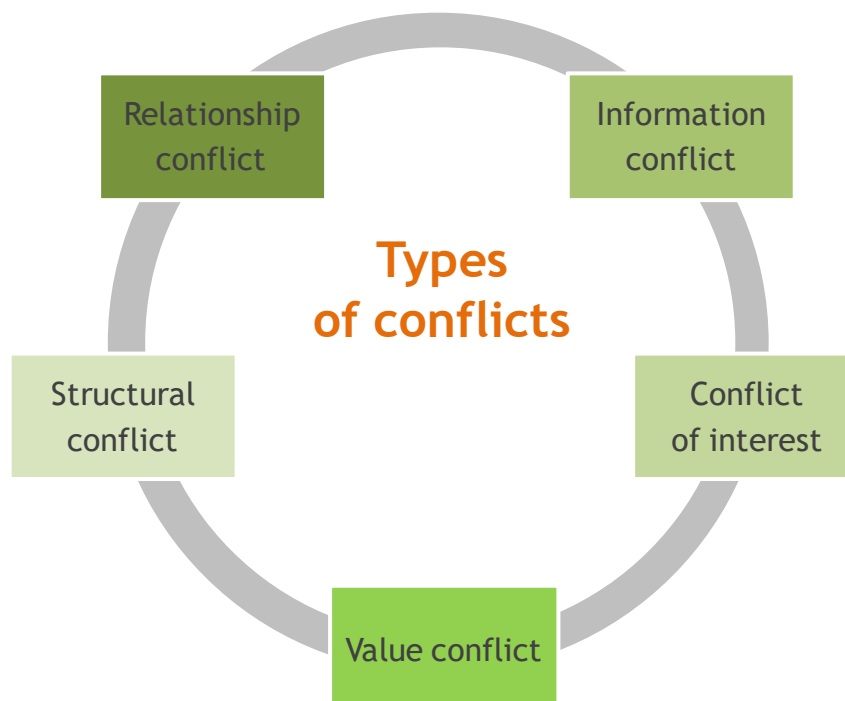 Relationship
conflict
Information
conflict
Types
of conflicts
Structural
conflict
Conflict
of interest
Value conflict